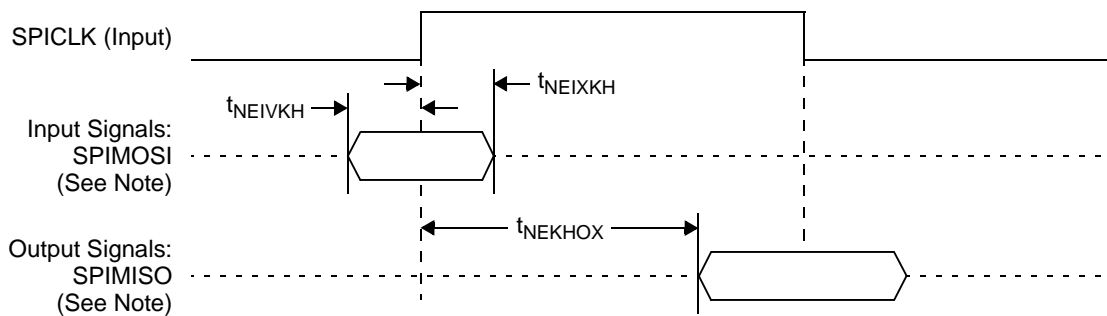 SPICLK (Input)
tNEIVKH
tNEIXKH
Input Signals:
SPIMOSI
(See Note)
tNEKHOX
Output Signals:
SPIMISO
(See Note)